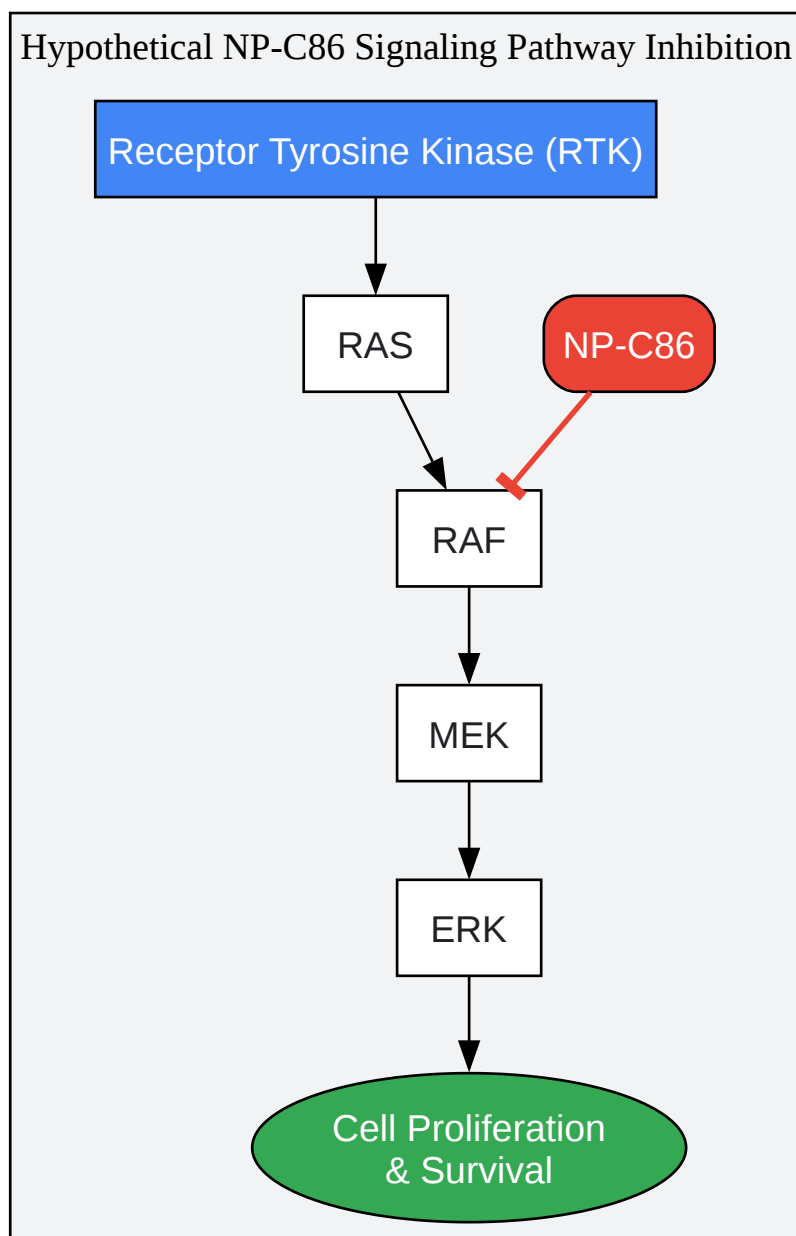 Hypothetical NP-C86 Signaling Pathway Inhibition
Receptor Tyrosine Kinase (RTK)
RAS
NP-C86
RAF
MEK
ERK
Cell Proliferation
& Survival